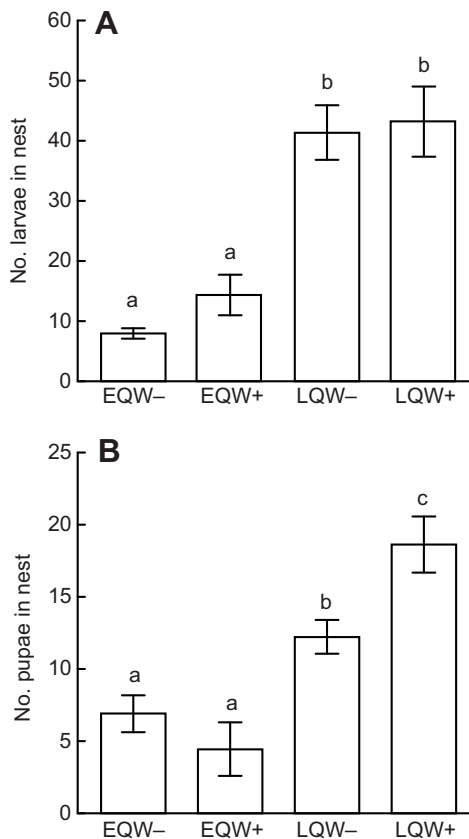 A
60
50
40
30
20
10
0
No. larvae in nest
a
a
b
b
EQW– EQW+ LQW– LQW+
B
25
20
15
10
5
0
No. pupae in nest
a
a
b
c
EQW– EQW+ LQW– LQW+